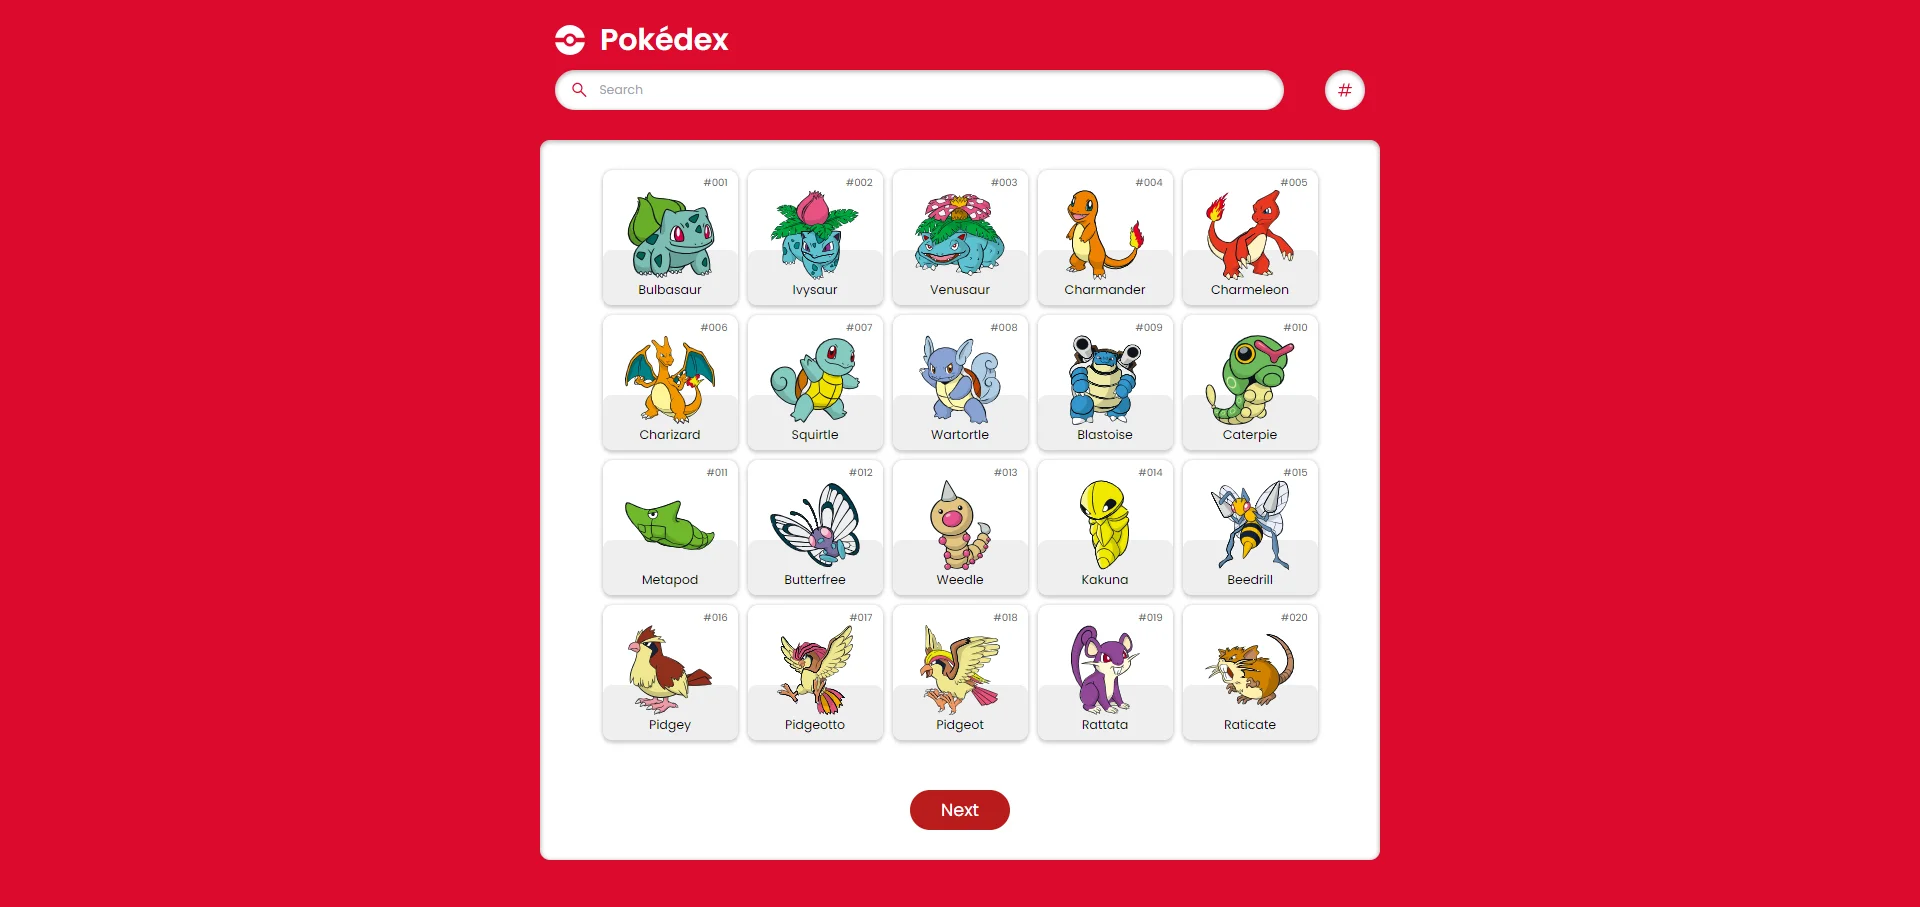 Pokédex
Search
#
#001
#002
#003
#004
#005
Bulbasaur
Ivysaur
Venusaur
Charmander
Charmeleon
#006
#007
#008
#009
#010
Charizard
Squirtle
Wartortle
Blastoise
Caterpie
#011
#012
#013
#014
#015
Metapod
Butterfree
Weedle
Kakuna
Beedrill
#016
#017
#018
#019
#020
Pidgey
Pidgeotto
Pidgeot
Rattata
Raticate
Next